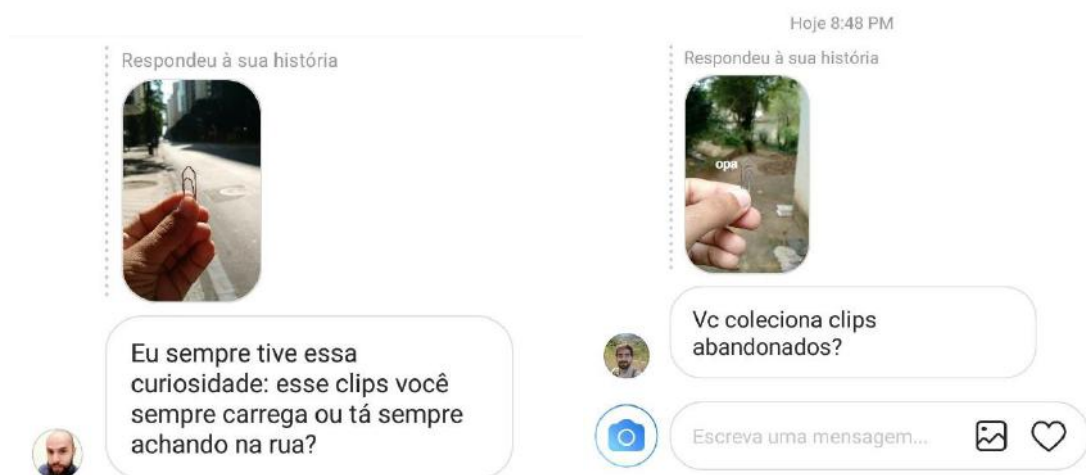 Respondeu à sua história
Eu sempre tive essa
curiosidade: esse clips você
sempre carrega ou tá sempre
achando na rua?
Hoje 8:48 PM
Respondeu à sua história
opa
Vc coleciona clips
abandonados?
Escreva uma mensagem...